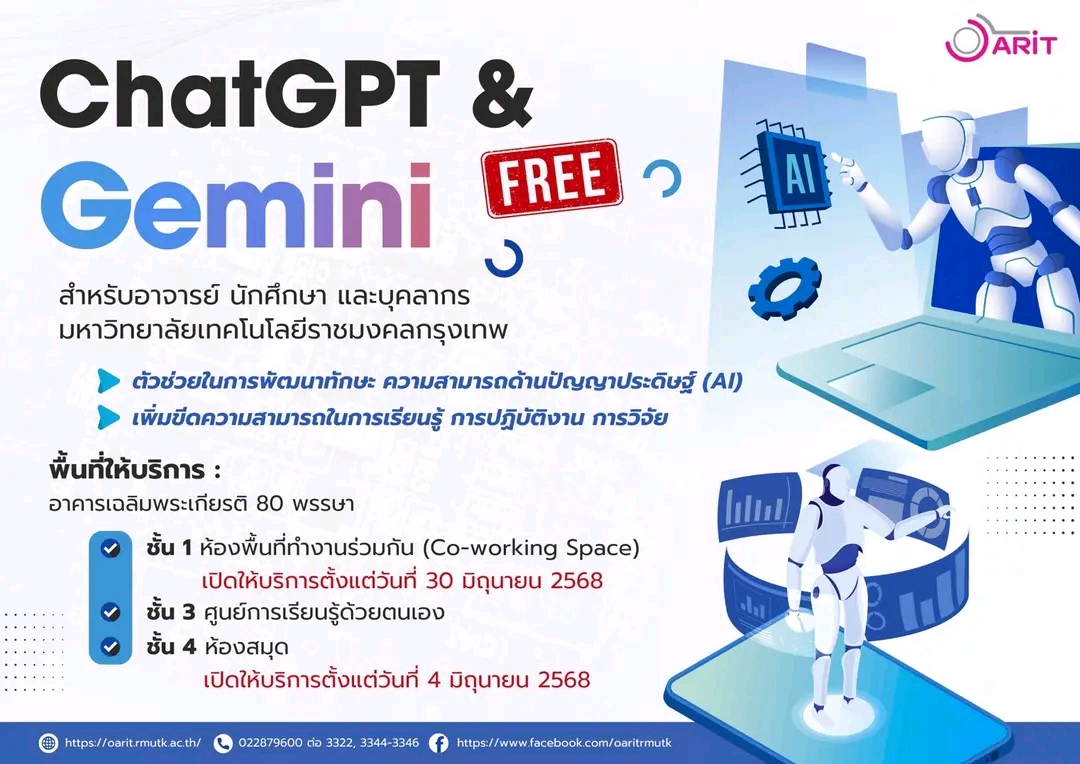 ARiT
ChatGPT &
Gemini
FREE
AI
สำหรับอาจารย์ นักศึกษา และบุคลากร
มหาวิทยาลัยเทคโนโลยีราชมงคลกรุงเทพ
ตัวช่วยในการพัฒนาทักษะ ความสามารถด้านปัญญาประดิษฐ์ (AI)
เพิ่มขีดความสามารถในการเรียนรู้ การปฏิบัติงาน การวิจัย
พื้นที่ให้บริการ :
อาคารเฉลิมพระเกียรติ 80 พรรษา
ชั้น 1 ห้องพื้นที่ทำงานร่วมกัน (Co-working Space)
เปิดให้บริการตั้งแต่วันที่ 30 มิถุนายน 2568
ชั้น 3 ศูนย์การเรียนรู้ด้วยตนเอง
ชั้น 4 ห้องสมุด
เปิดให้บริการตั้งแต่วันที่ 4 มิถุนายน 2568
https://oarit.rmutk.ac.th/ 022879600 ต่อ 3322, 3344-3346 https://www.facebook.com/oaritrmutk